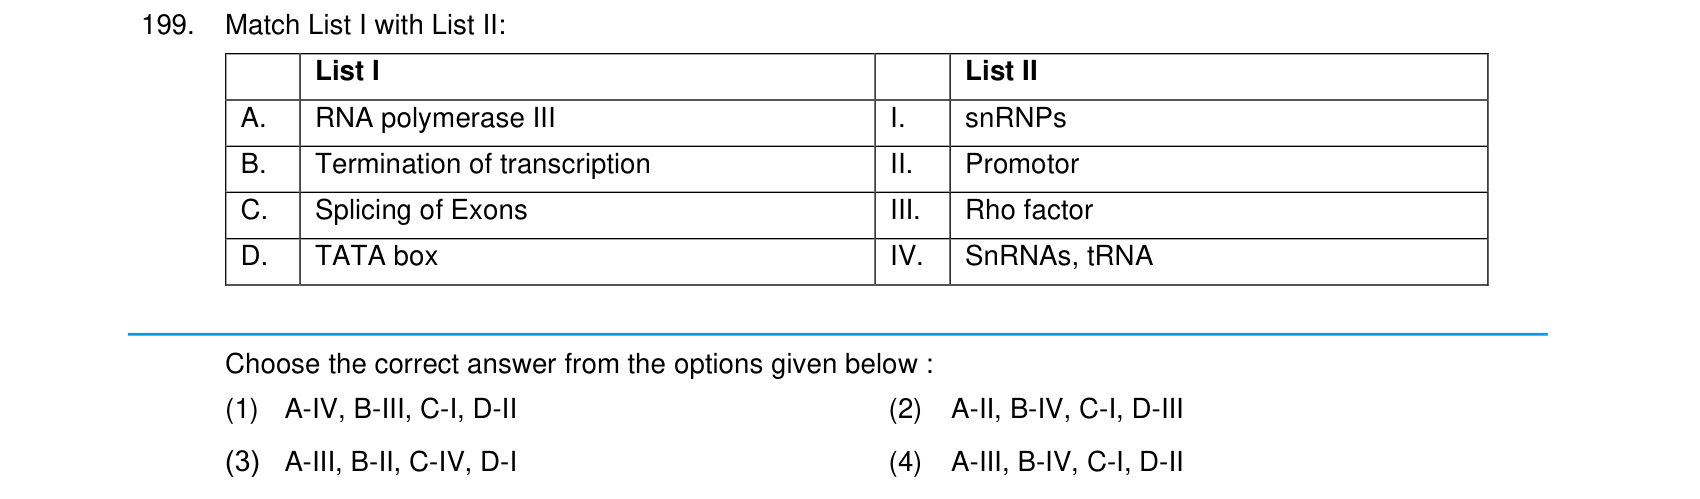 199. Match List I with List II:
List I List II
A. RNA polymerase III I. snRNPs
B. Termination of transcription II. Promotor
C. Splicing of Exons III. Rho factor
D. TATA box IV. SnRNAs, tRNA
Choose the correct answer from the options given below :
(1) A-IV, B-III, C-I, D-II (2) A-II, B-IV, C-I, D-III
(3) A-III, B-II, C-IV, D-I (4) A-III, B-IV, C-I, D-II